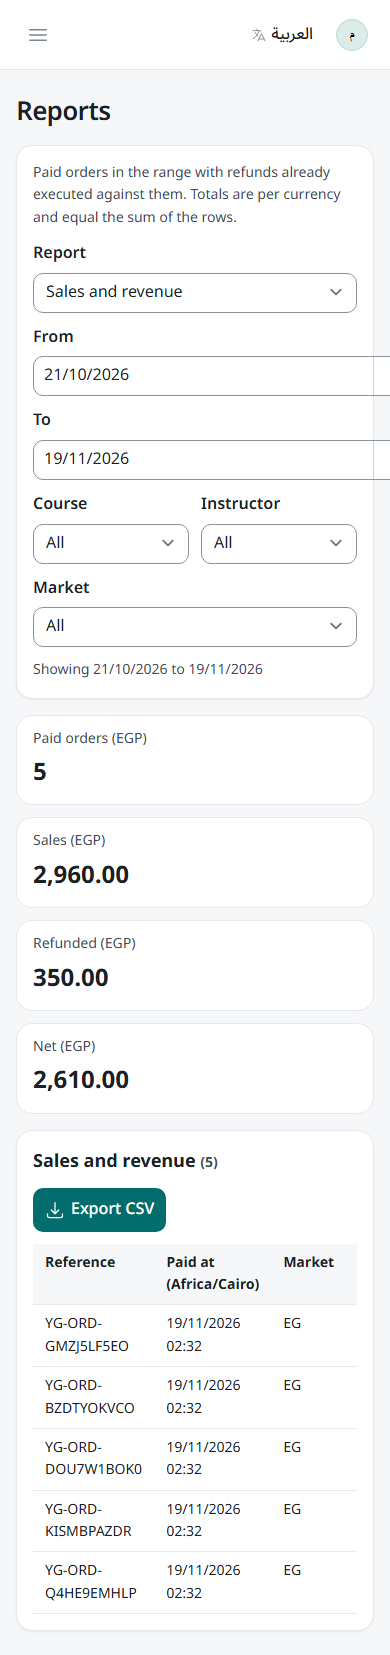 العربية
م
Reports
Paid orders in the range with refunds already
executed against them. Totals are per currency
and equal the sum of the rows.
Report
Sales and revenue
From
21/10/2026
To
19/11/2026
Course Instructor
All All
Market
All
Showing 21/10/2026 to 19/11/2026
Paid orders (EGP)
5
Sales (EGP)
2,960.00
Refunded (EGP)
350.00
Net (EGP)
2,610.00
Sales and revenue (5)
Export CSV
Reference Paid at Market
(Africa/Cairo)
YG-ORD- 19/11/2026 EG
GMZJ5LF5EO 02:32
YG-ORD- 19/11/2026 EG
BZDTYOKVCO 02:32
YG-ORD- 19/11/2026 EG
DOU7W1BOK0 02:32
YG-ORD- 19/11/2026 EG
KISMBPAZDR 02:32
YG-ORD- 19/11/2026 EG
Q4HE9EMHLP 02:32